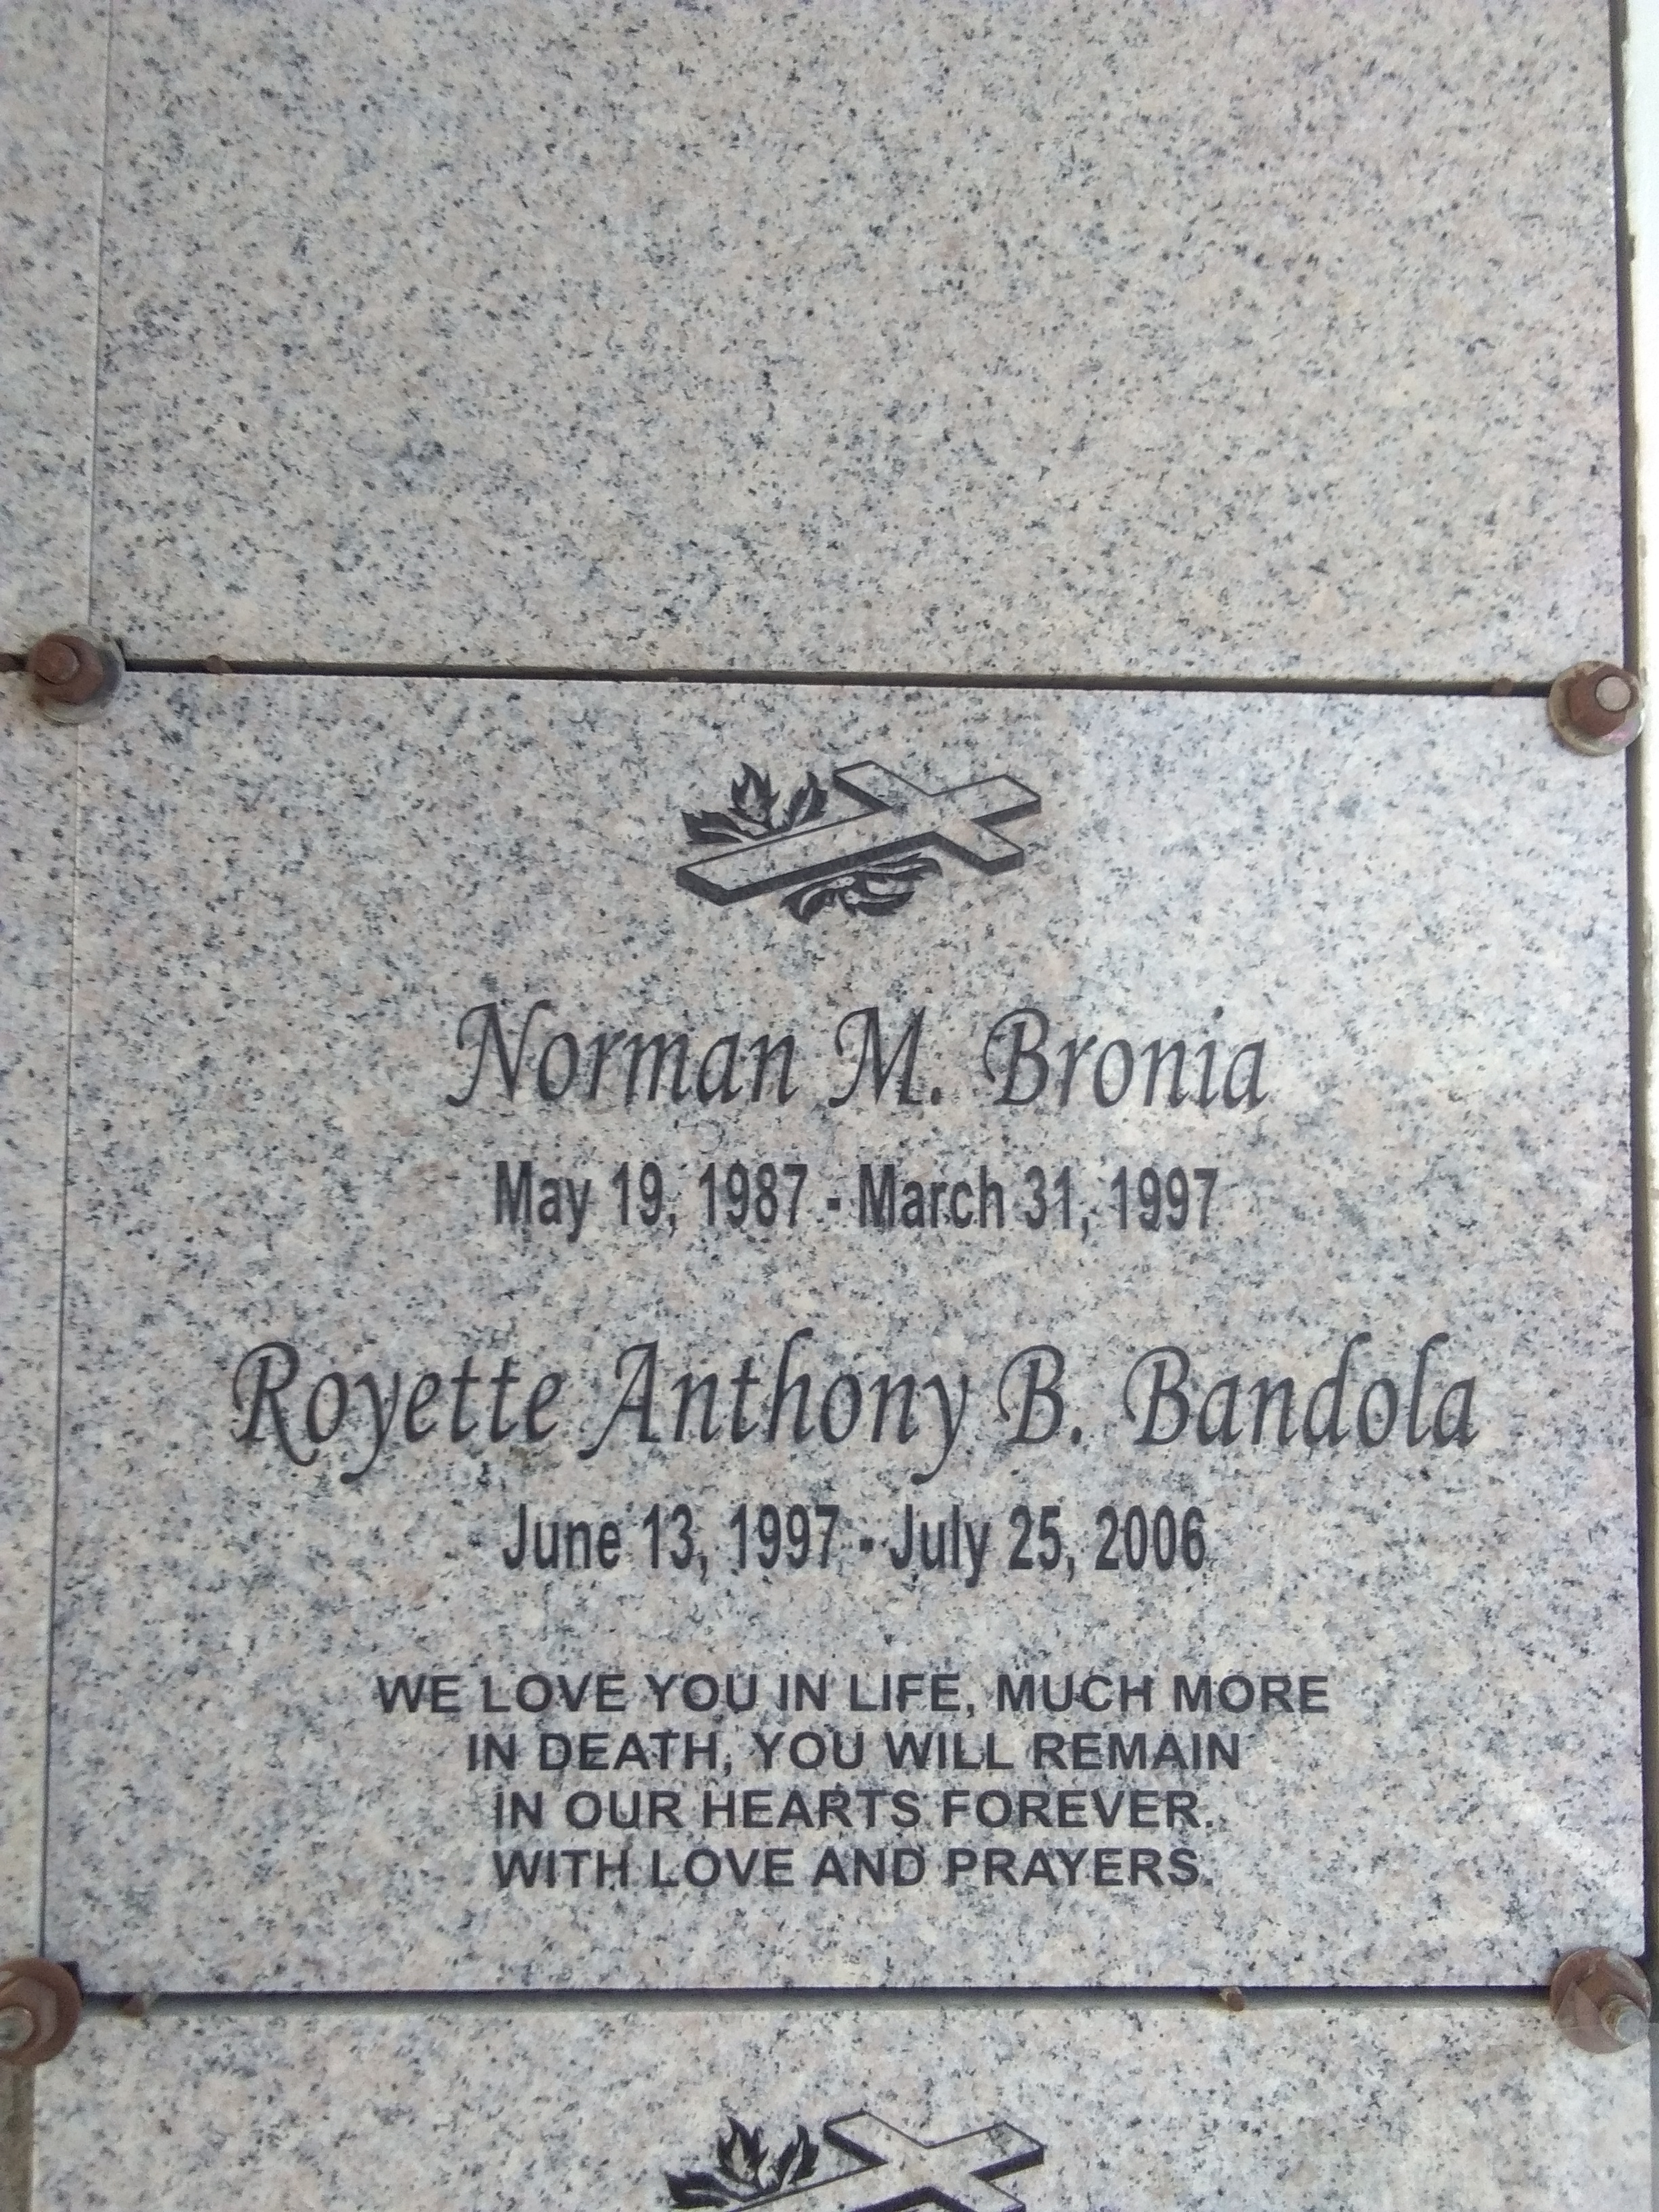 Norman M. Bronia
May 19, 1987 - March 31, 1997
Royette Anthony B. Bandola
June 13, 1997 - July 25, 2006
WE LOVE YOU IN LIFE, MUCH MORE
IN DEATH, YOU WILL REMAIN
IN OUR HEARTS FOREVER.
WITH LOVE AND PRAYERS.